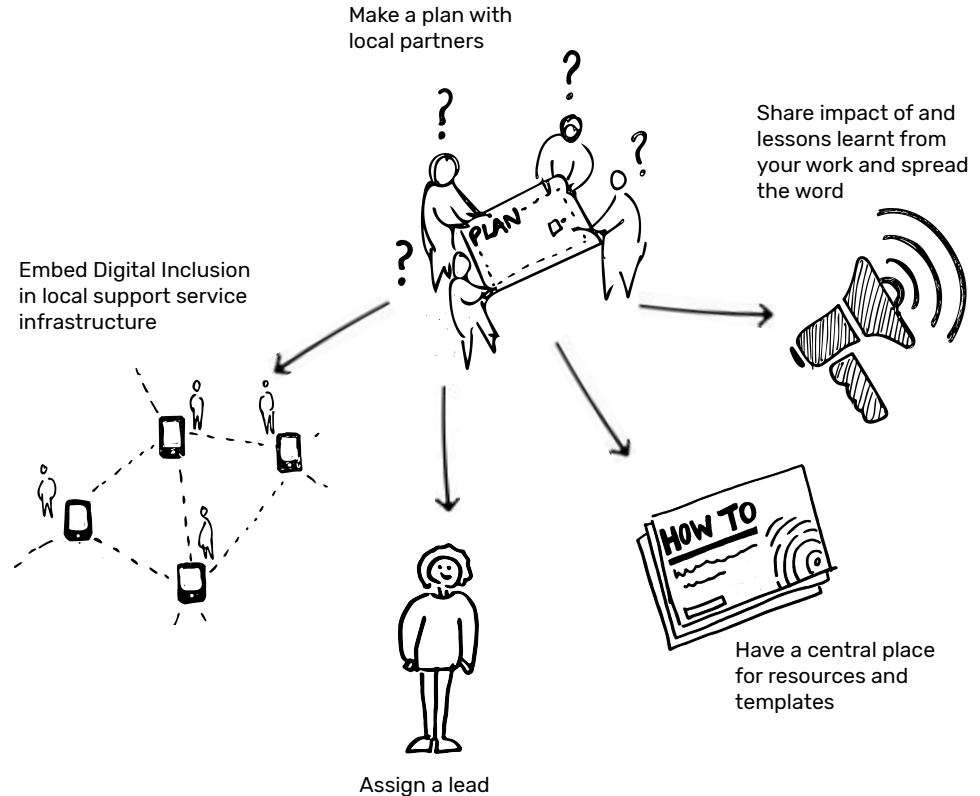 Make a plan with
local partners
?
?
?
?
PLAN
Share impact of and
lessons learnt from
your work and spread
the word
Embed Digital Inclusion
in local support service
infrastructure
HOW TO
Have a central place
for resources and
templates
Assign a lead